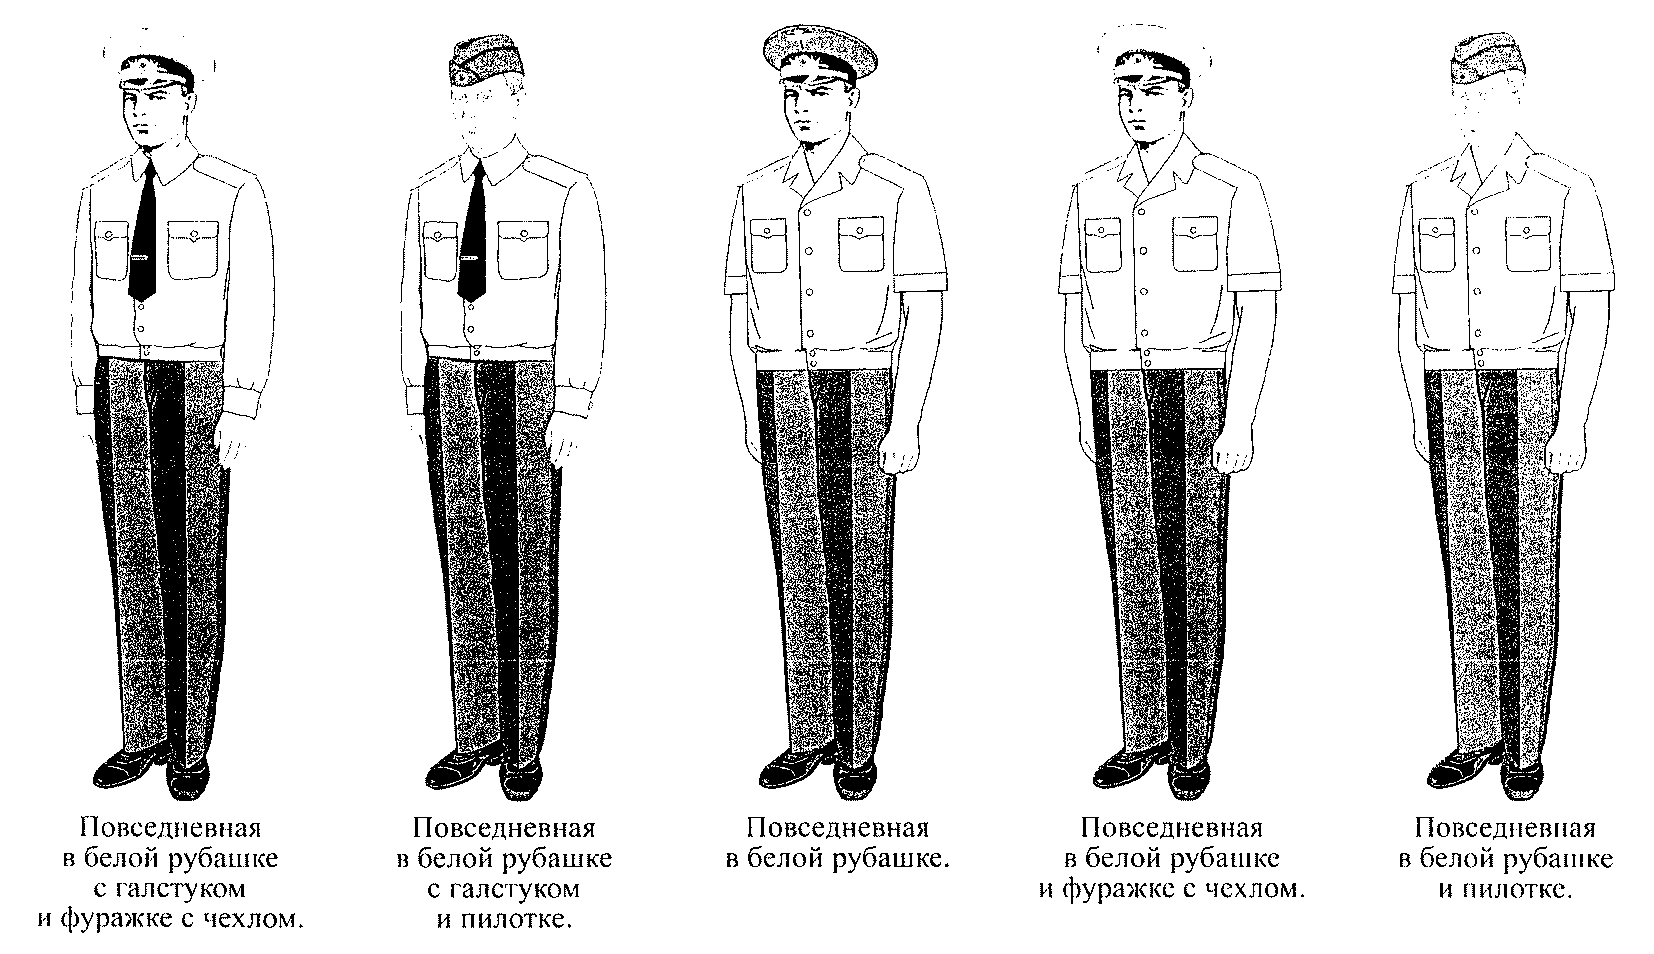 Повседневная
в белой рубашке
с галстуком
и фуражке с чехлом.
Повседневная
в белой рубашке
с галстуком
и пилотке.
Повседневная
в белой рубашке.
Повседневная
в белой рубашке
и фуражке с чехлом.
Повседневная
в белой рубашке
и пилотке.